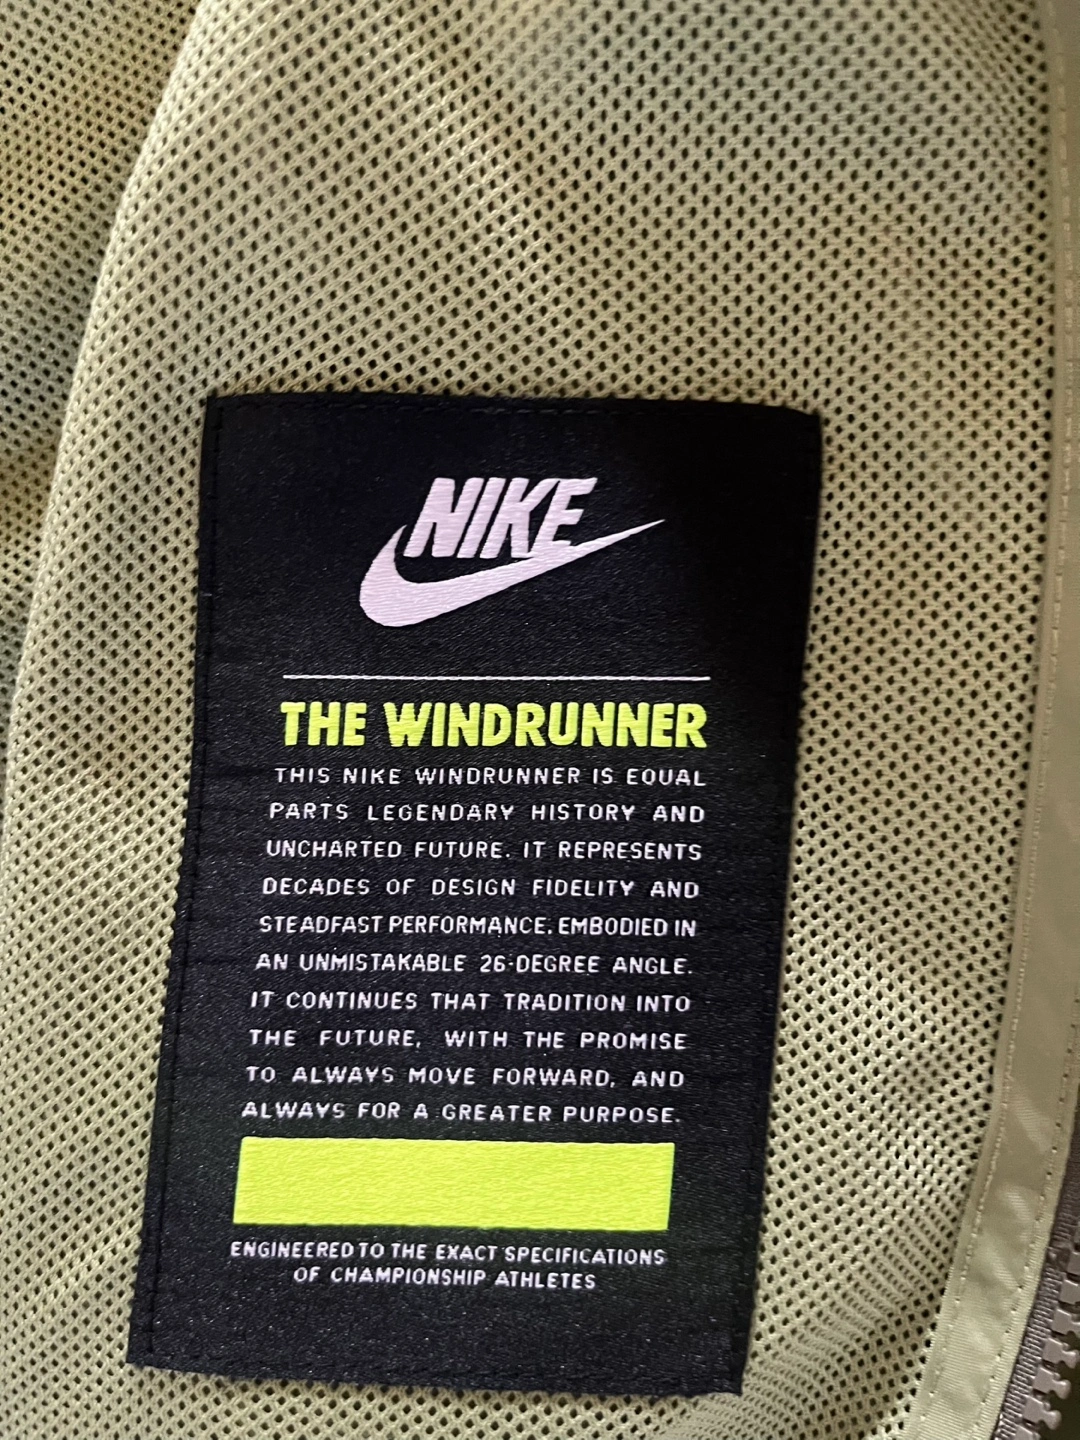 NIKE
THE WINDRUNNER
THIS NIKE WINDRUNNER IS EQUAL
PARTS LEGENDARY HISTORY AND
UNCHARTED FUTURE. IT REPRESENTS
DECADES OF DESIGN FIDELITY AND
STEADFAST PERFORMANCE. EMBODIED IN
AN UNMISTAKABLE 26-DEGREE ANGLE.
IT CONTINUES THAT TRADITION INTO
THE FUTURE, WITH THE PROMISE
TO ALWAYS MOVE FORWARD, AND
ALWAYS FOR A GREATER PURPOSE.
ENGINEERED TO THE EXACT SPECIFICATIONS
OF CHAMPIONSHIP ATHLETES